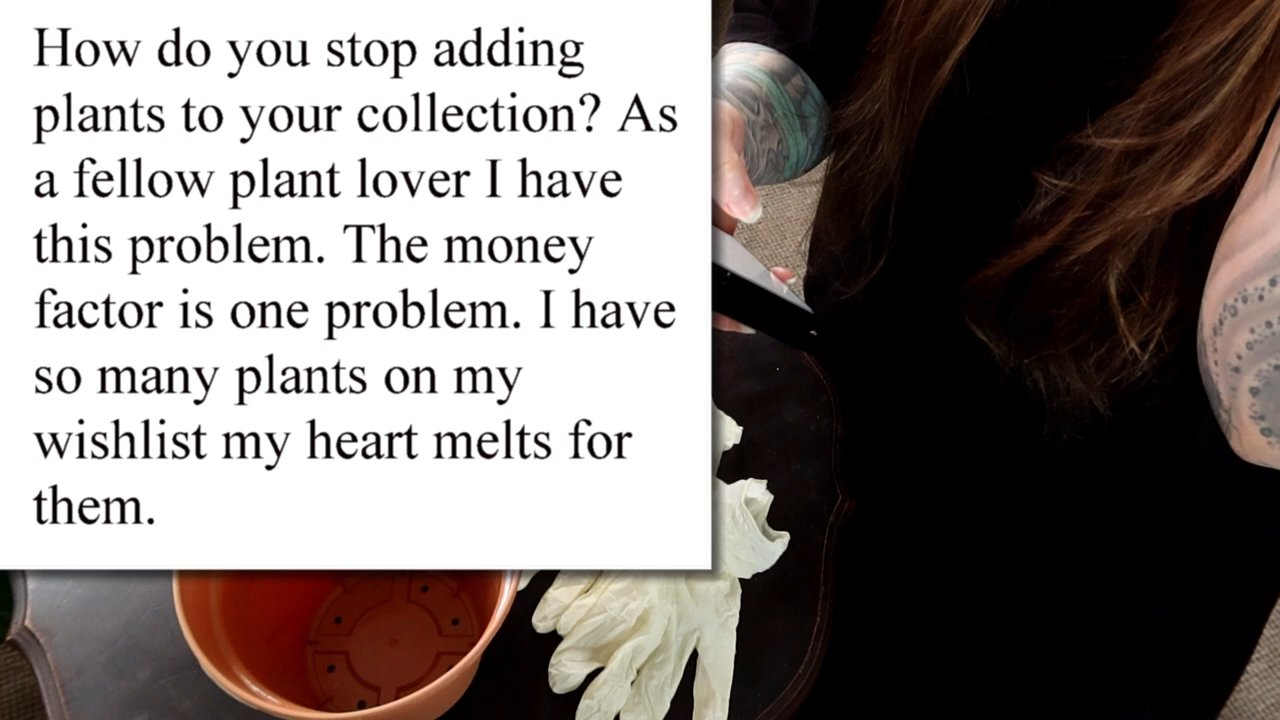 How do you stop adding
plants to your collection? As
a fellow plant lover I have
this problem. The money
factor is one problem. I have
so many plants on my
wishlist my heart melts for
them.